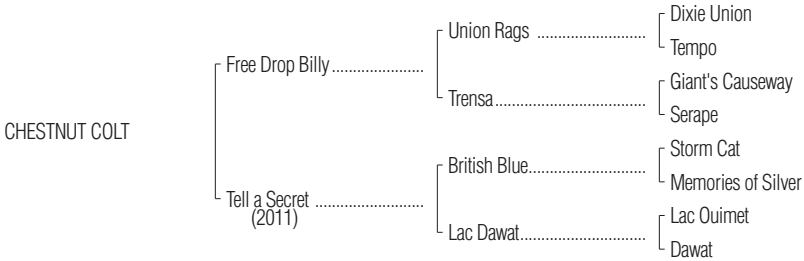 Dixie Union
Union Rags ........................
Tempo
Free Drop Billy ....................
Giant's Causeway
Trensa.................................
Serape
CHESTNUT COLT
Storm Cat
British Blue..........................
Memories of Silver
Tell a Secret .......................
(2011)
Lac Ouimet
Lac Dawat...........................
Dawat